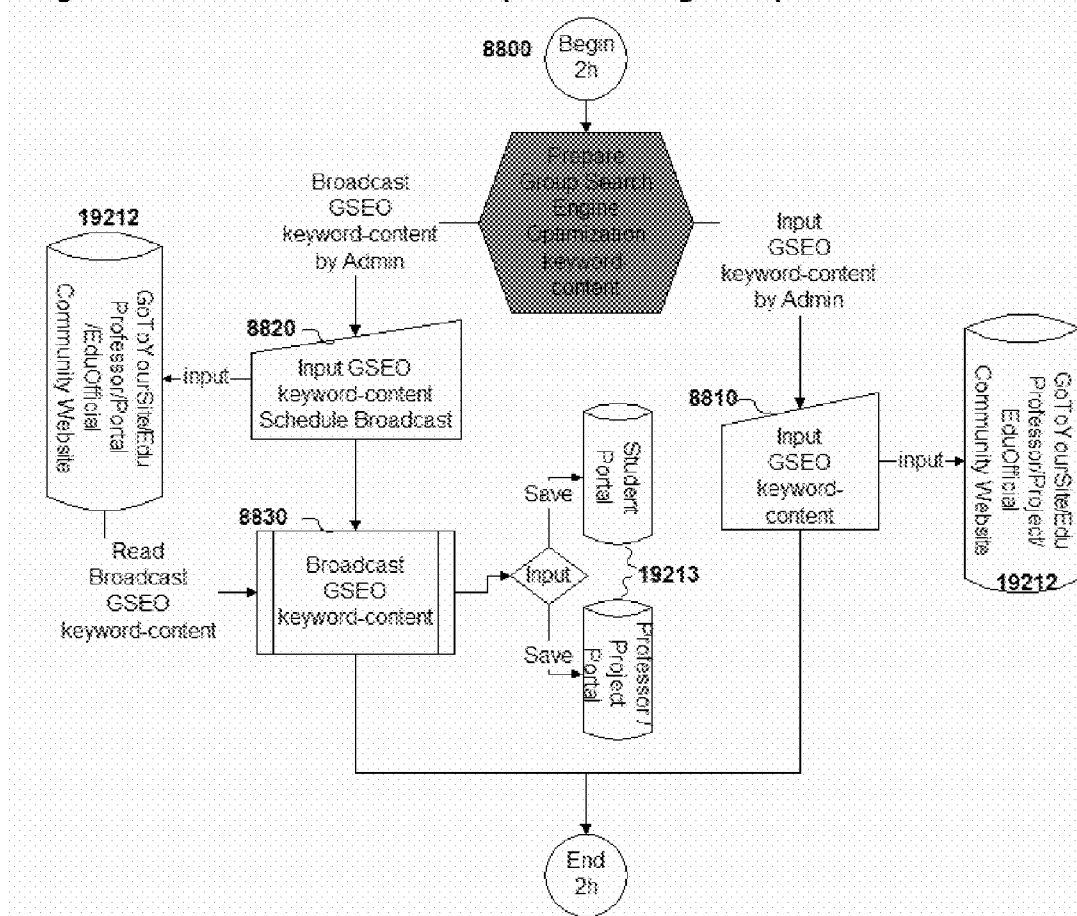 8800
Begin
2h
Prepare
Group Search
Engine
Optimization
keyword
content
Broadcast
GSEO
keyword-content
by Admin
Input
GSEO
keyword-content
by Admin
19212
GoToYourSite/Edu
Professor/Portal
/EduOfficial
Community Website
input
8820
Input GSEO
keyword-content
Schedule Broadcast
8810
Input
GSEO
keyword-
content
input
GoToYourSite/Edu
Professor/Project/
EduOfficial
Community Website
19212
Read
Broadcast
GSEO
keyword-content
8830
Broadcast
GSEO
keyword-content
Input
Save
Student
Portal
19213
Save
Professor /
Project
Portal
End
2h